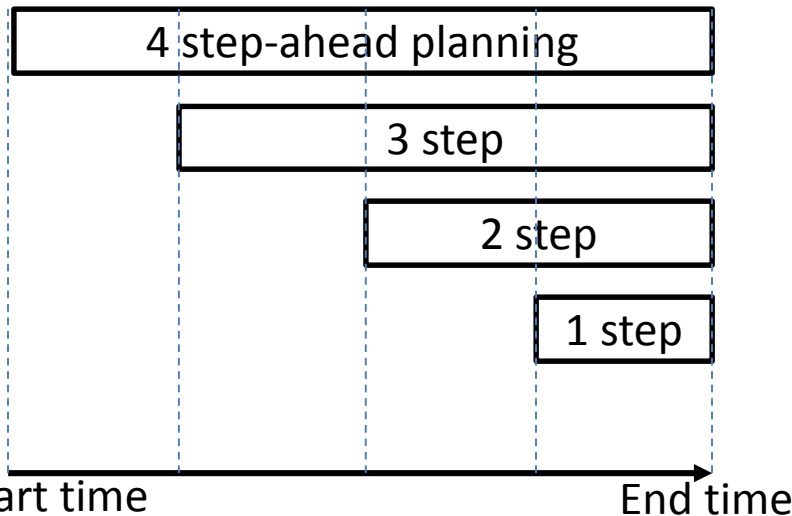 4 step-ahead planning
3 step
2 step
1 step
art time
End time